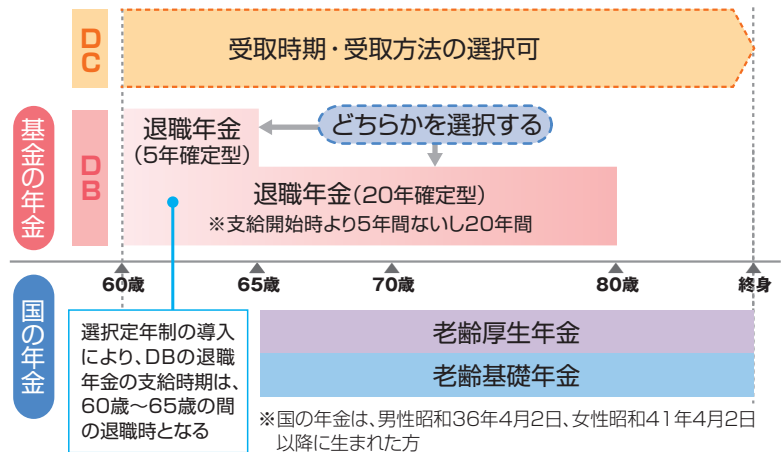 DC
受取時期・受取方法の選択可
基金の年金
DB
退職年金
(5年確定型)
どちらかを選択する
退職年金(20年確定型)
※支給開始時より5年間ないし20年間
60歳
65歳
70歳
80歳
終身
国の年金
選択定年制の導入
により、DBの退職
年金の支給時期は、
60歳～65歳の間
の退職時となる
老齢厚生年金
老齢基礎年金
※国の年金は、男性昭和36年4月2日、女性昭和41年4月2日
以降に生まれた方